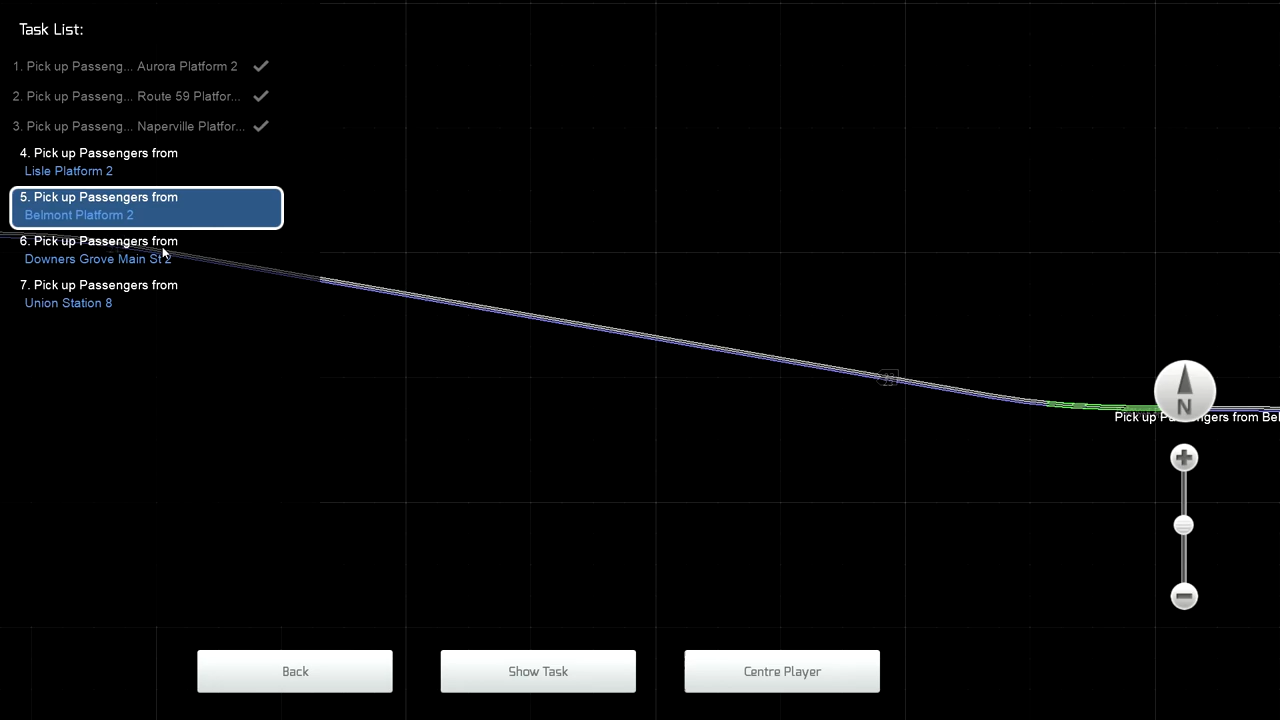 Task List:
1. Pick up Passeng... Aurora Platform 2
2. Pick up Passeng... Route 59 Platfor...
3. Pick up Passeng... Naperville Platfor...
4. Pick up Passengers from
Lisle Platform 2
5. Pick up Passengers from
Belmont Platform 2
6. Pick up Passengers from
Downers Grove Main St 2
7. Pick up Passengers from
Union Station 8
N
Pick up Passengers from Bel
Back
Show Task
Centre Player